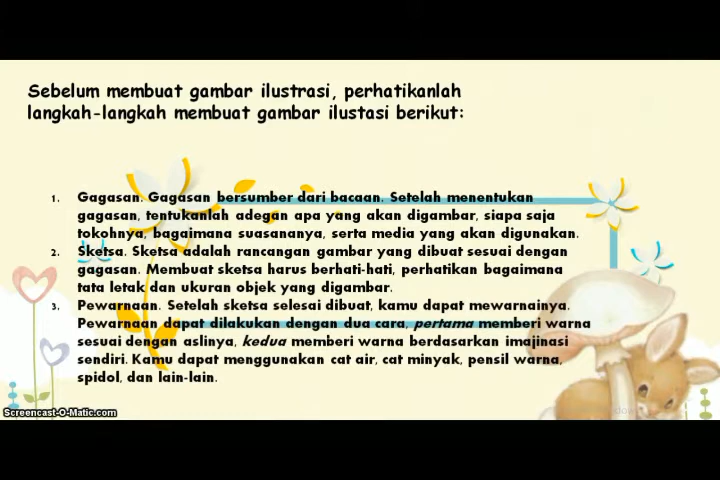 Sebelum membuat gambar ilustrasi, perhatikanlah
langkah-langkah membuat gambar ilustasi berikut:
1. Gagasan. Gagasan bersumber dari bacaan. Setelah menentukan
gagasan, tentukanlah adegan apa yang akan digambar, siapa saja
tokohnya, bagaimana suasananya, serta media yang akan digunakan.
2. Sketsa. Sketsa adalah rancangan gambar yang dibuat sesuai dengan
gagasan. Membuat sketsa harus berhati-hati, perhatikan bagaimana
tata letak dan ukuran objek yang digambar.
3. Pewarnaan. Setelah sketsa selesai dibuat, kamu dapat mewarnainya.
Pewarnaan dapat dilakukan dengan dua cara, pertama memberi warna
sesuai dengan aslinya, kedua memberi warna berdasarkan imajinasi
sendiri. Kamu dapat menggunakan cat air, cat minyak, pensil warna,
spidol, dan lain-lain.
Screencast-O-Matic.com